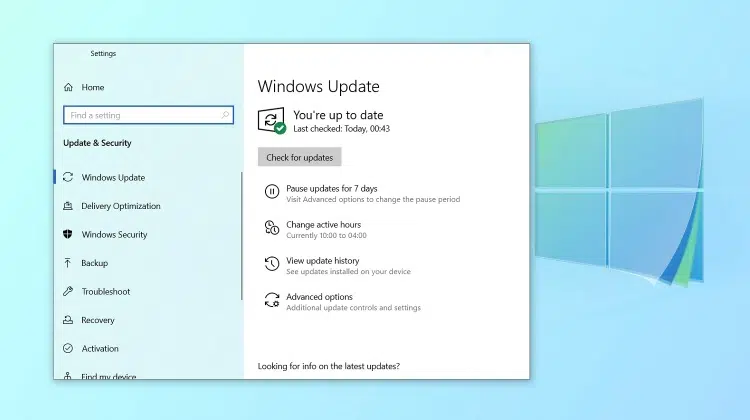 Settings
Home
Find a setting
Update & Security
Windows Update
Delivery Optimization
Windows Security
Backup
Troubleshoot
Recovery
Activation
Find my device
Windows Update
You're up to date
Last checked: Today, 00:43
Check for updates
Pause updates for 7 days
Visit Advanced options to change the pause period
Change active hours
Currently 10:00 to 04:00
View update history
See updates installed on your device
Advanced options
Additional update controls and settings
Looking for info on the latest updates?